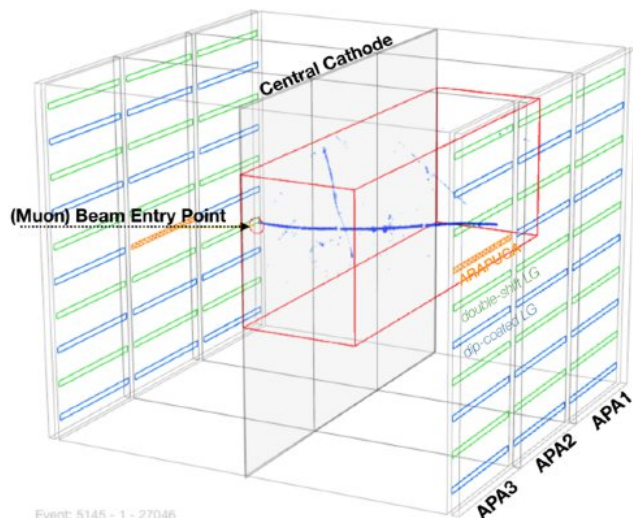 Central Cathode
(Muon) Beam Entry Point
ARAPUCA
double-shift LG
dip-coated LG
APA3
APA2
APA1
Event: 5145 - 1 - 27046